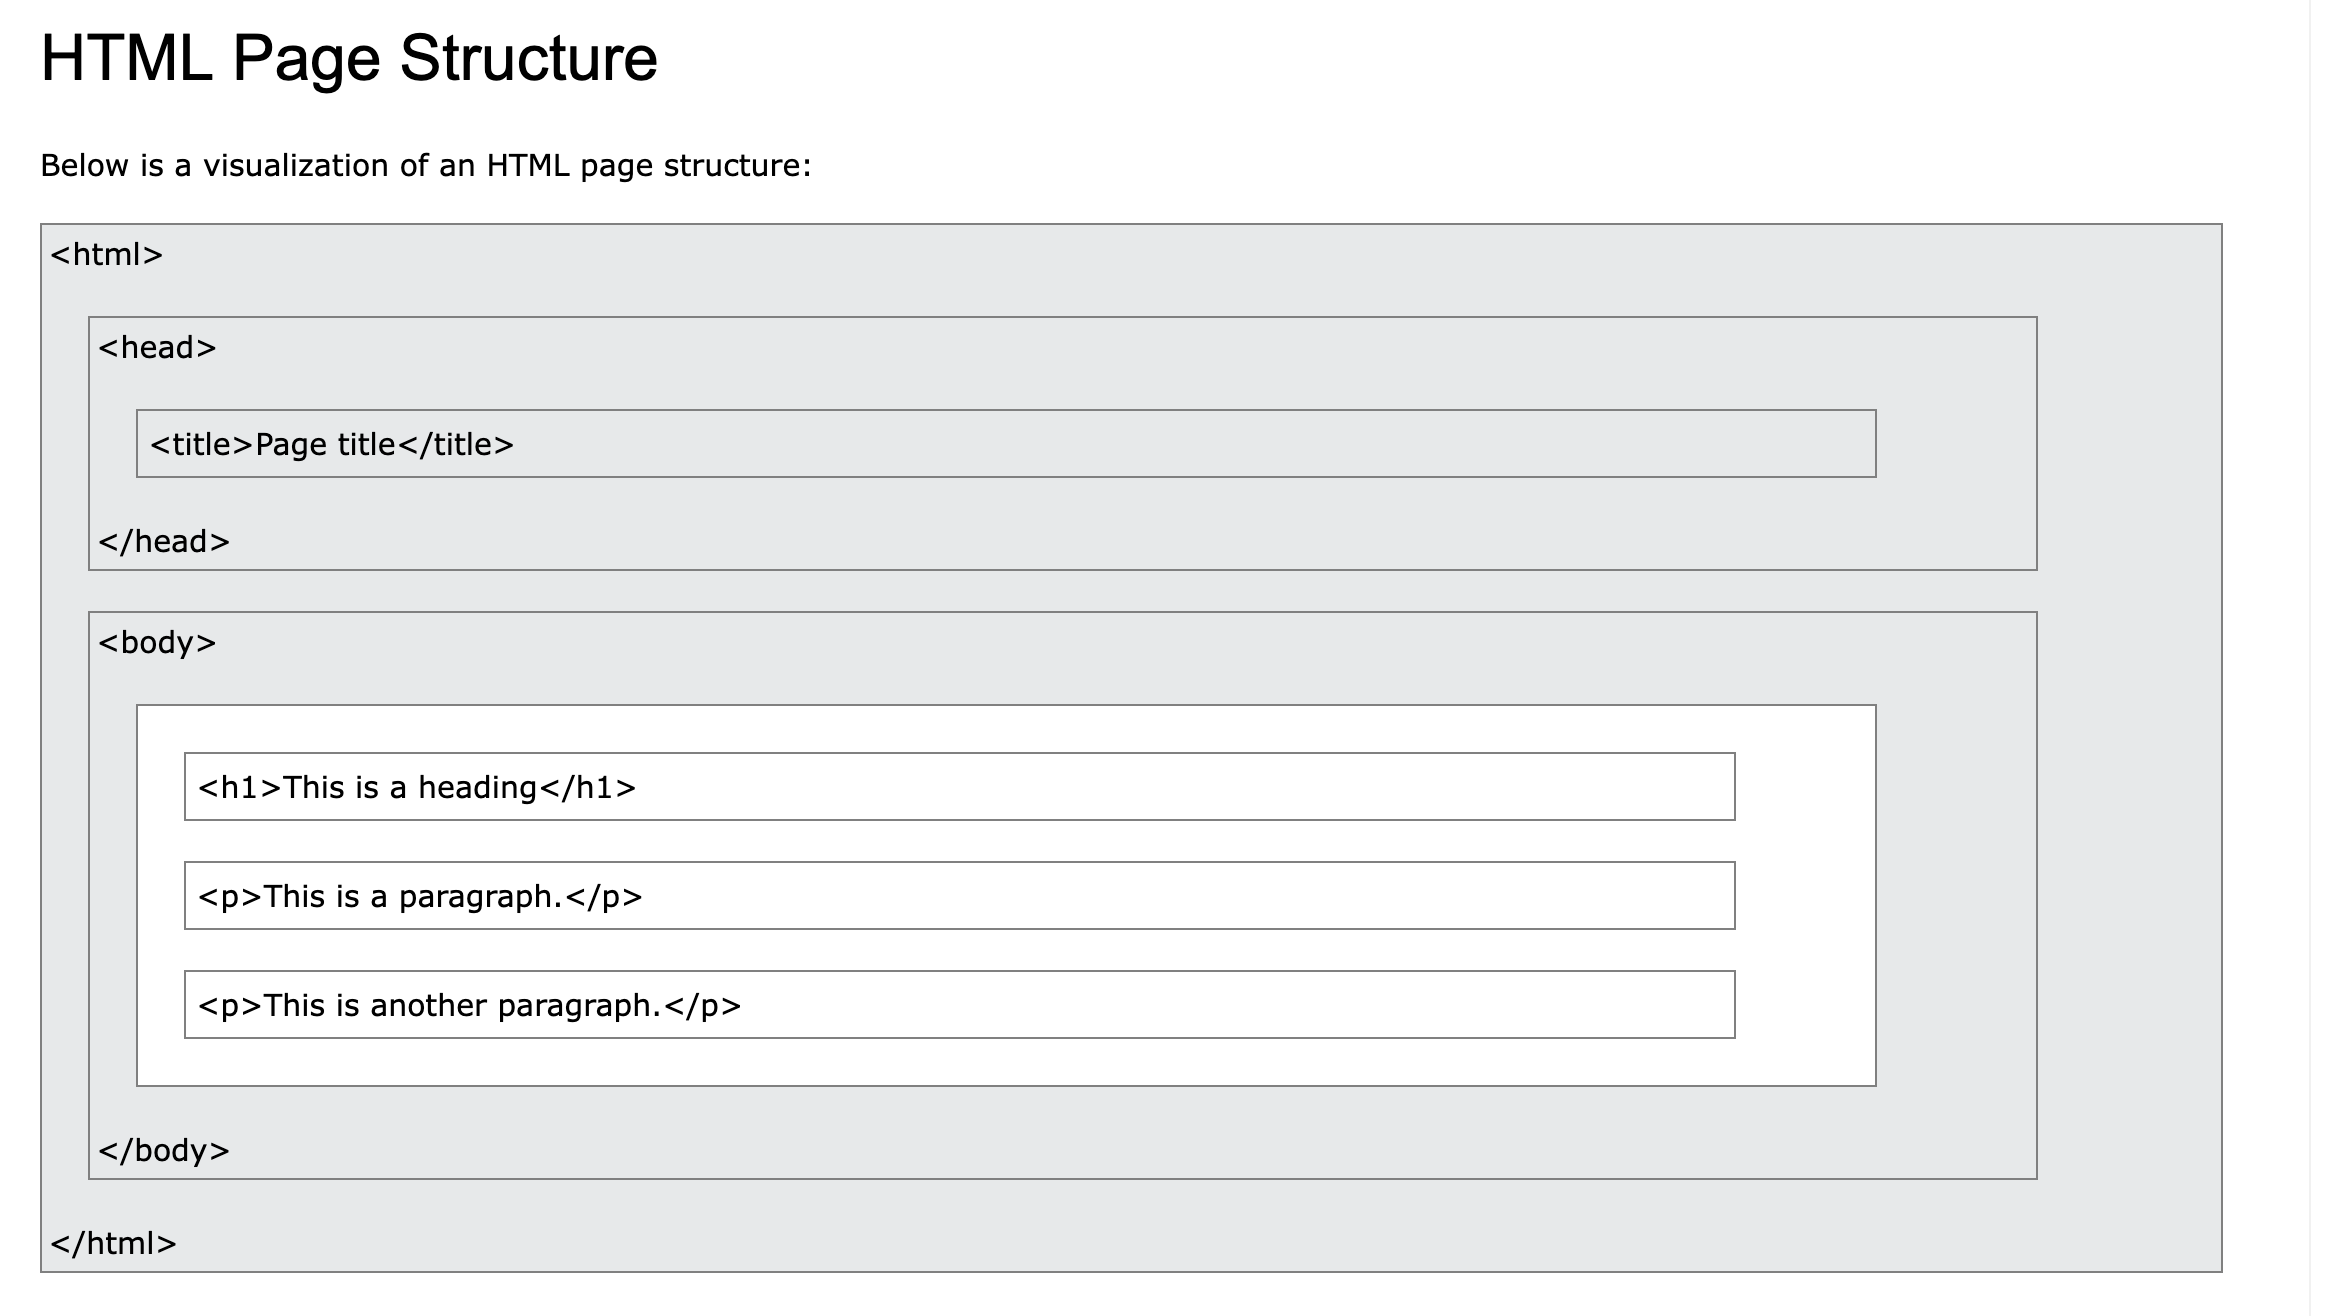 HTML Page Structure
Below is a visualization of an HTML page structure:
<html>
<head>
<title>Page title</title>
</head>
<body>
<h1>This is a heading</h1>
<p>This is a paragraph.</p>
<p>This is another paragraph.</p>
</body>
</html>